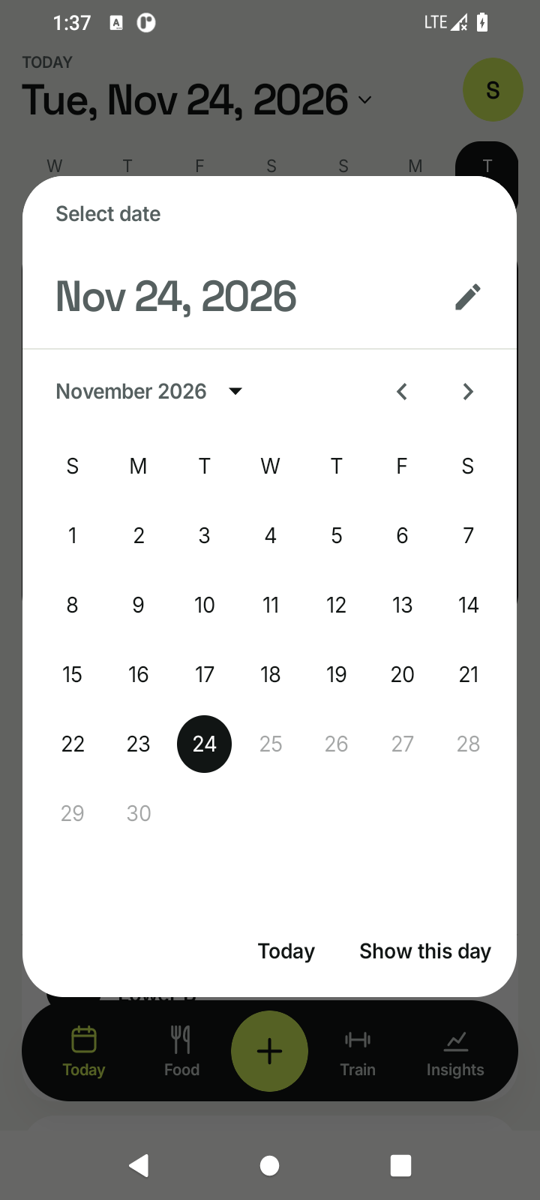 1:37
LTE
TODAY
Tue, Nov 24, 2026
S
W T F S S M T
Select date
Nov 24, 2026
November 2026
S M T W T F S
1 2 3 4 5 6 7
8 9 10 11 12 13 14
15 16 17 18 19 20 21
22 23 24 25 26 27 28
29 30
Today Show this day
Today Food Train Insights